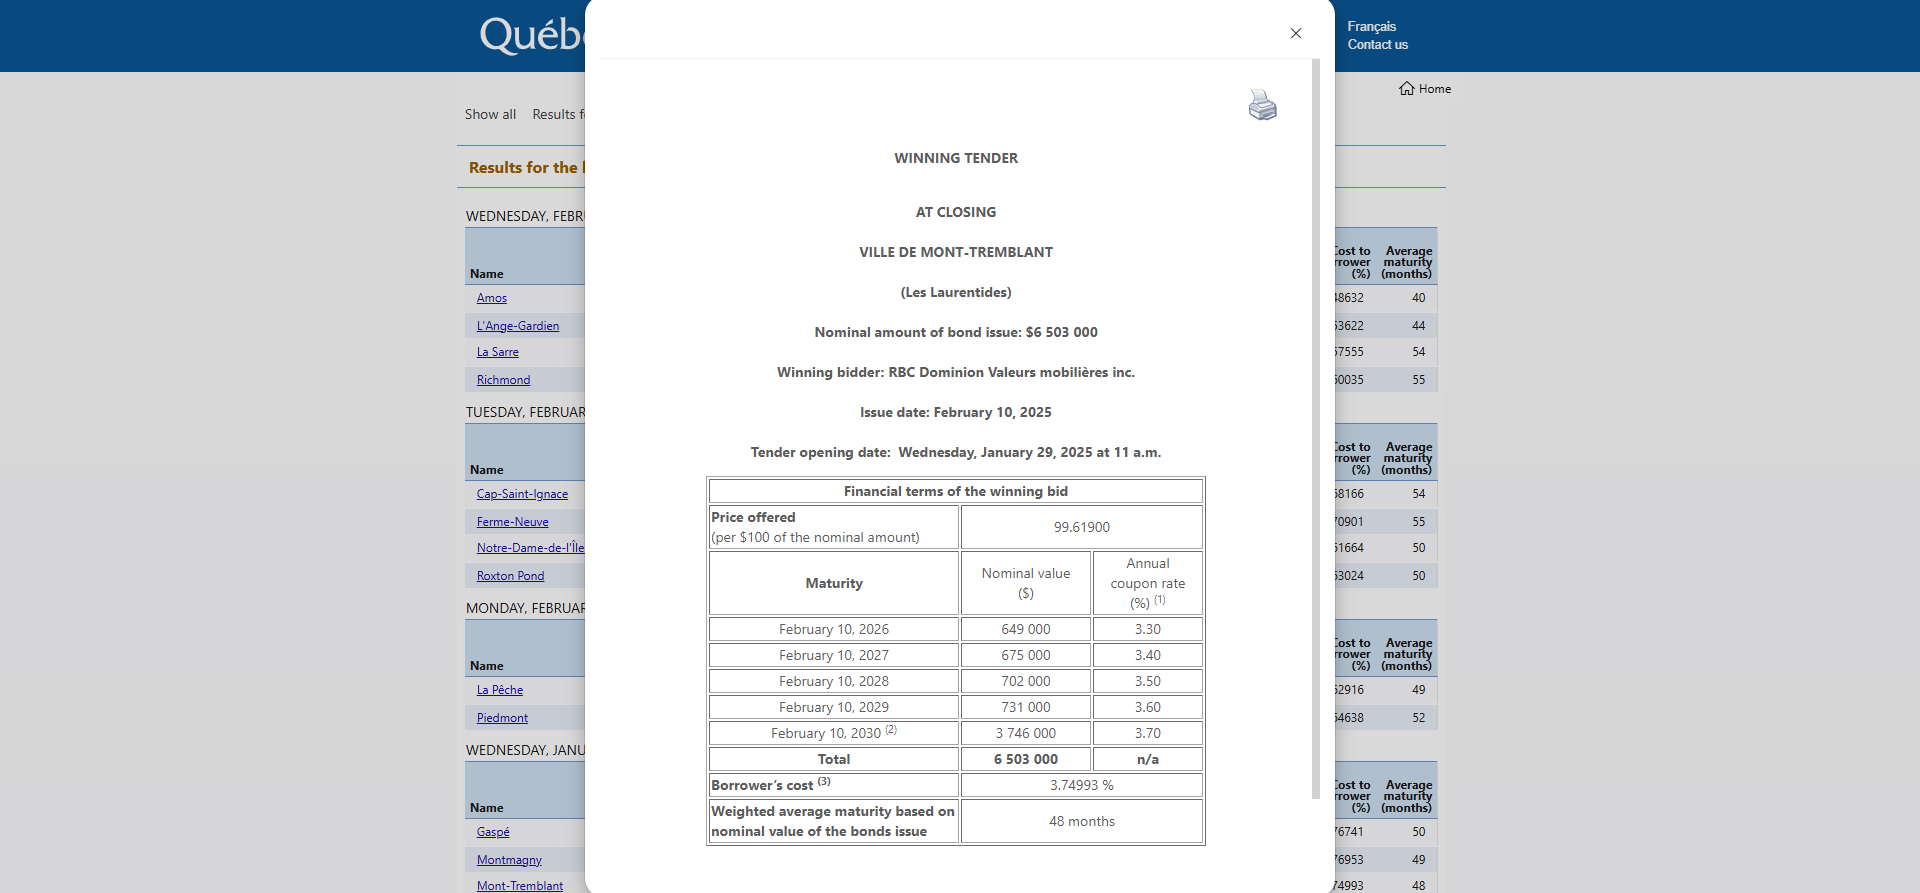 Québ
Français
Contact us
Home
Show all Results f
Results for the
WEDNESDAY, FEBRU
Name
Cost to
rrower
(%)
Average
maturity
(months)
Amos 48632 40
L'Ange-Gardien 53622 44
La Sarre 57555 54
Richmond 60035 55
TUESDAY, FEBRUAR
Name
Cost to
rrower
(%)
Average
maturity
(months)
Cap-Saint-Ignace 58166 54
Ferme-Neuve 70901 55
Notre-Dame-de-l'Île 51664 50
Roxton Pond 53024 50
MONDAY, FEBRUAR
Name
Cost to
rrower
(%)
Average
maturity
(months)
La Pêche 52916 49
Piedmont 54638 52
WEDNESDAY, JANU
Name
Cost to
rrower
(%)
Average
maturity
(months)
Gaspé 76741 50
Montmagny 76953 49
Mont-Tremblant 74993 48
WINNING TENDER
AT CLOSING
VILLE DE MONT-TREMBLANT
(Les Laurentides)
Nominal amount of bond issue: $6 503 000
Winning bidder: RBC Dominion Valeurs mobilières inc.
Issue date: February 10, 2025
Tender opening date: Wednesday, January 29, 2025 at 11 a.m.
Financial terms of the winning bid
Price offered
(per $100 of the nominal amount)
99.61900
Maturity
Nominal value
($)
Annual
coupon rate
(%) (1)
February 10, 2026 649 000 3.30
February 10, 2027 675 000 3.40
February 10, 2028 702 000 3.50
February 10, 2029 731 000 3.60
February 10, 2030 (2) 3 746 000 3.70
Total 6 503 000 n/a
Borrower's cost (3) 3.74993 %
Weighted average maturity based on
nominal value of the bonds issue
48 months